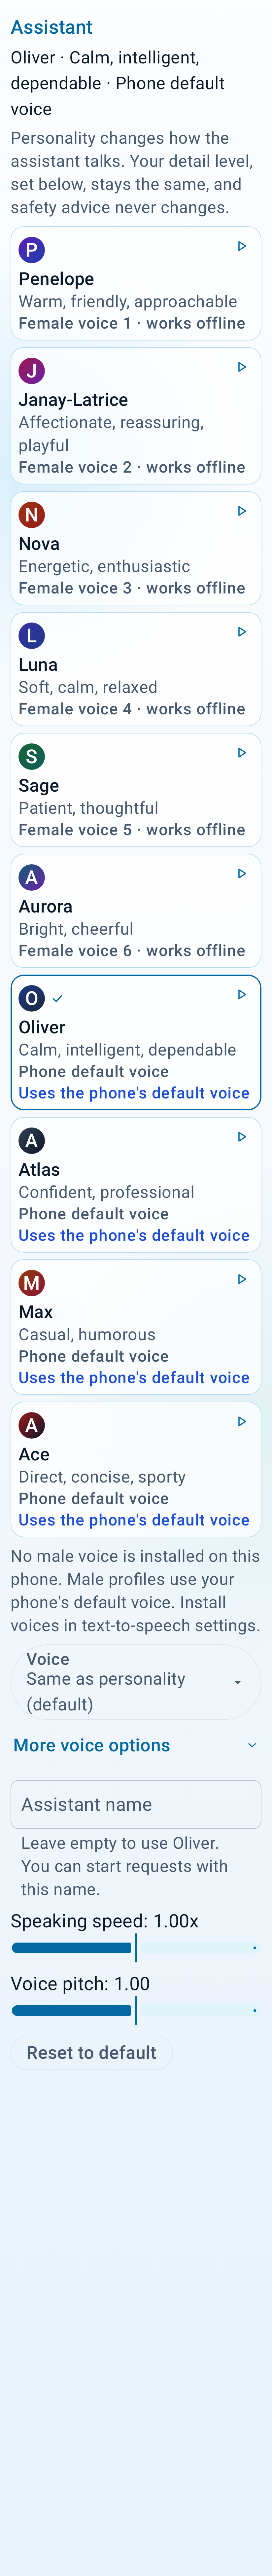 Assistant
Oliver · Calm, intelligent,
dependable · Phone default
voice
Personality changes how the
assistant talks. Your detail level,
set below, stays the same, and
safety advice never changes.
P
Penelope
Warm, friendly, approachable
Female voice 1 · works offline
J
Janay-Latrice
Affectionate, reassuring,
playful
Female voice 2 · works offline
N
Nova
Energetic, enthusiastic
Female voice 3 · works offline
L
Luna
Soft, calm, relaxed
Female voice 4 · works offline
S
Sage
Patient, thoughtful
Female voice 5 · works offline
A
Aurora
Bright, cheerful
Female voice 6 · works offline
O
Oliver
Calm, intelligent, dependable
Phone default voice
Uses the phone's default voice
A
Atlas
Confident, professional
Phone default voice
Uses the phone's default voice
M
Max
Casual, humorous
Phone default voice
Uses the phone's default voice
A
Ace
Direct, concise, sporty
Phone default voice
Uses the phone's default voice
No male voice is installed on this
phone. Male profiles use your
phone's default voice. Install
voices in text-to-speech settings.
Voice
Same as personality
(default)
More voice options
Assistant name
Leave empty to use Oliver.
You can start requests with
this name.
Speaking speed: 1.00x
Voice pitch: 1.00
Reset to default